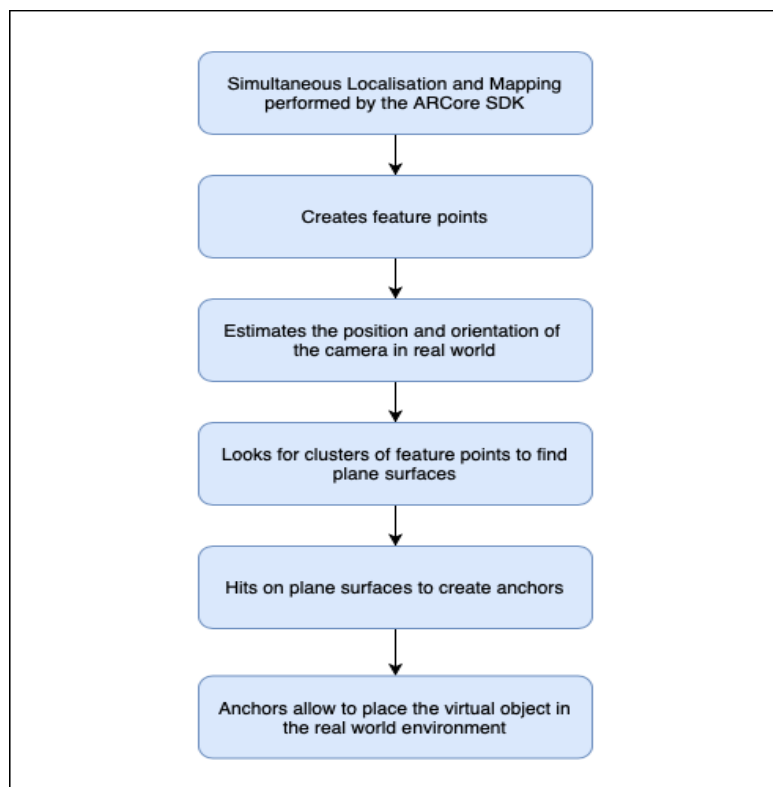 Simultaneous Localisation and Mapping
performed by the ARCore SDK
Creates feature points
Estimates the position and orientation of
the camera in real world
Looks for clusters of feature points to find
plane surfaces
Hits on plane surfaces to create anchors
Anchors allow to place the virtual object in
the real world environment